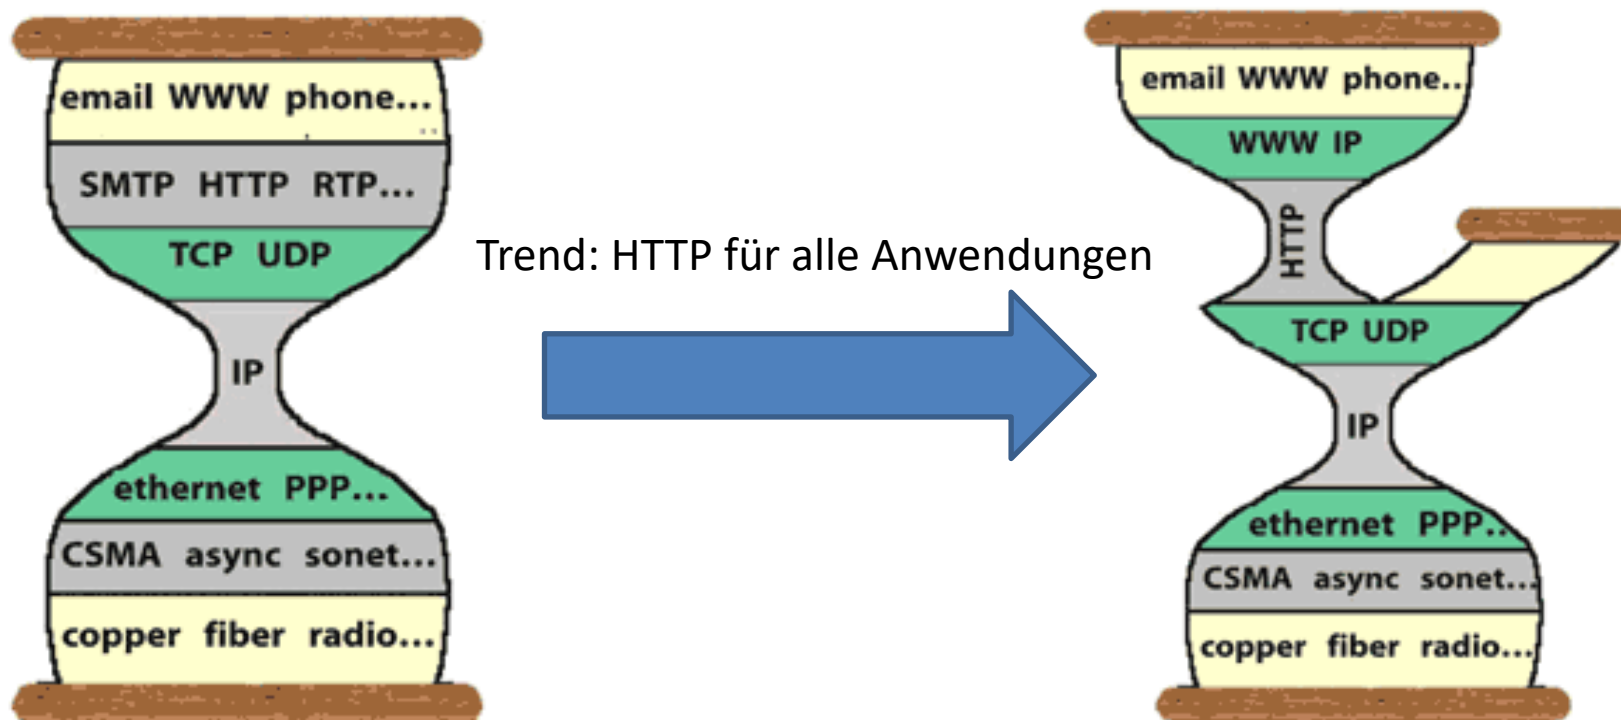 email WWW phone...
SMTP HTTP RTP...
TCP UDP
IP
ethernet PPP...
CSMA async sonet...
copper fiber radio...
Trend: HTTP für alle Anwendungen
email WWW phone..
WWW IP
HTTP
TCP UDP
IP
ethernet PPP..
CSMA async sonet...
copper fiber radio...